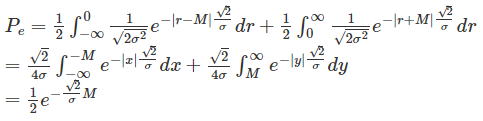 $P_e = \frac{1}{2} \int_{-\infty}^{0} \frac{1}{\sqrt{2\sigma^2}} e^{-|r-M|\frac{\sqrt{2}}{\sigma}} dr + \frac{1}{2} \int_{0}^{\infty} \frac{1}{\sqrt{2\sigma^2}} e^{-|r+M|\frac{\sqrt{2}}{\sigma}} dr$
$= \frac{\sqrt{2}}{4\sigma} \int_{-\infty}^{-M} e^{-|x|\frac{\sqrt{2}}{\sigma}} dx + \frac{\sqrt{2}}{4\sigma} \int_{M}^{\infty} e^{-|y|\frac{\sqrt{2}}{\sigma}} dy$
$= \frac{1}{2} e^{-\frac{\sqrt{2}}{\sigma} M}$